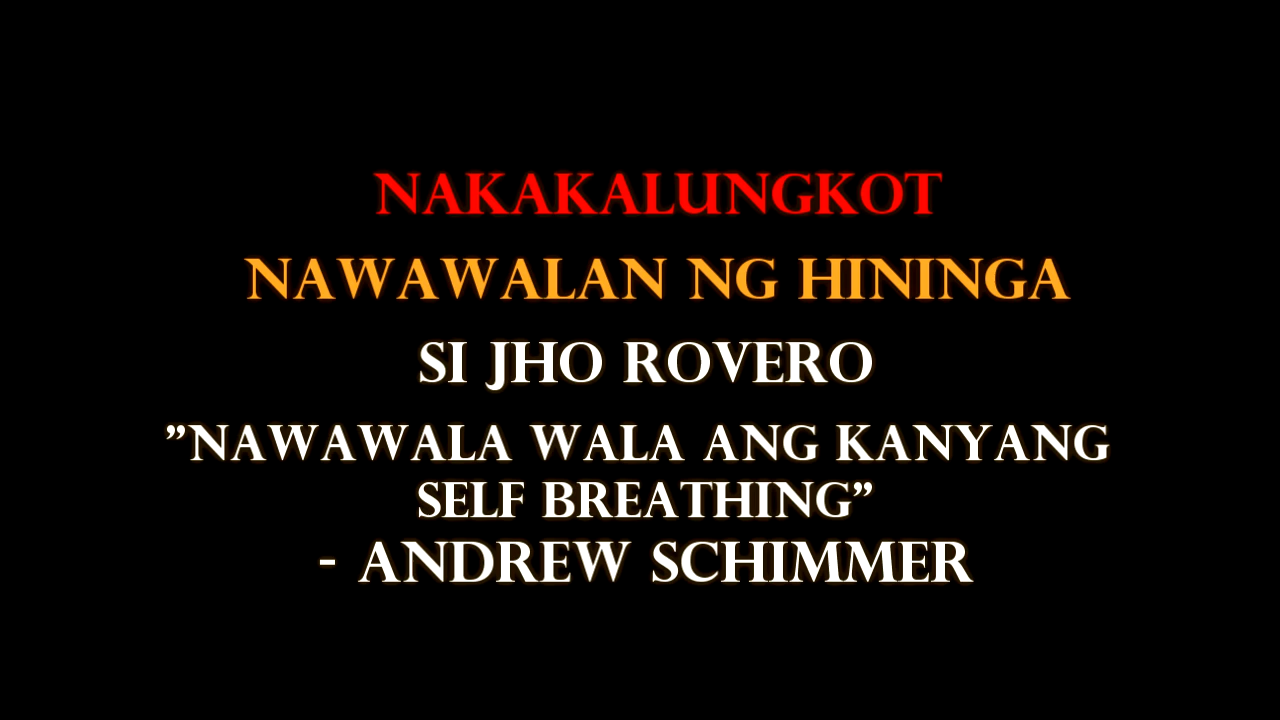 NAKAKALUNGKOT
NAWAWALAN NG HININGA
SI JHO ROVERO
"NAWAWALA WALA ANG KANYANG
SELF BREATHING"
- ANDREW SCHIMMER